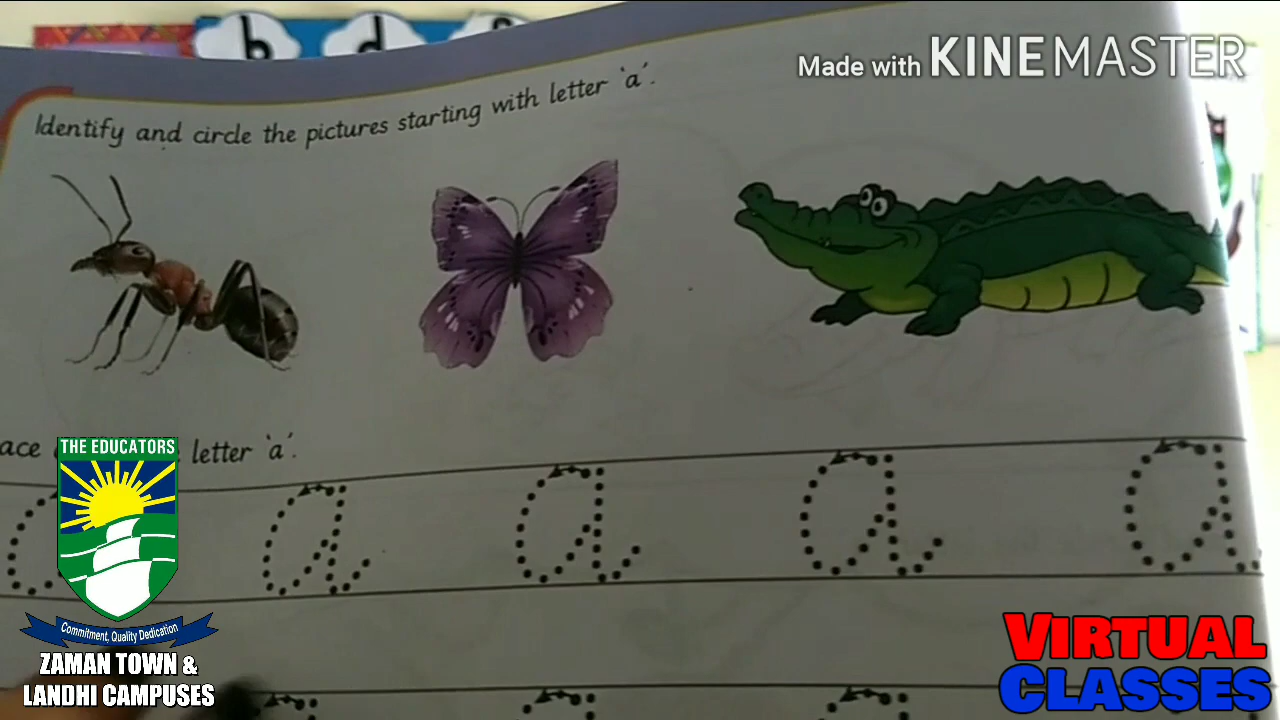 b d
Made with KINEMASTER
Identify and circle the pictures starting with letter 'a'.
letter 'a'.
a a a a
THE EDUCATORS
Commitment, Quality Dedication
ZAMAN TOWN &
LANDHI CAMPUSES
VIRTUAL
CLASSES